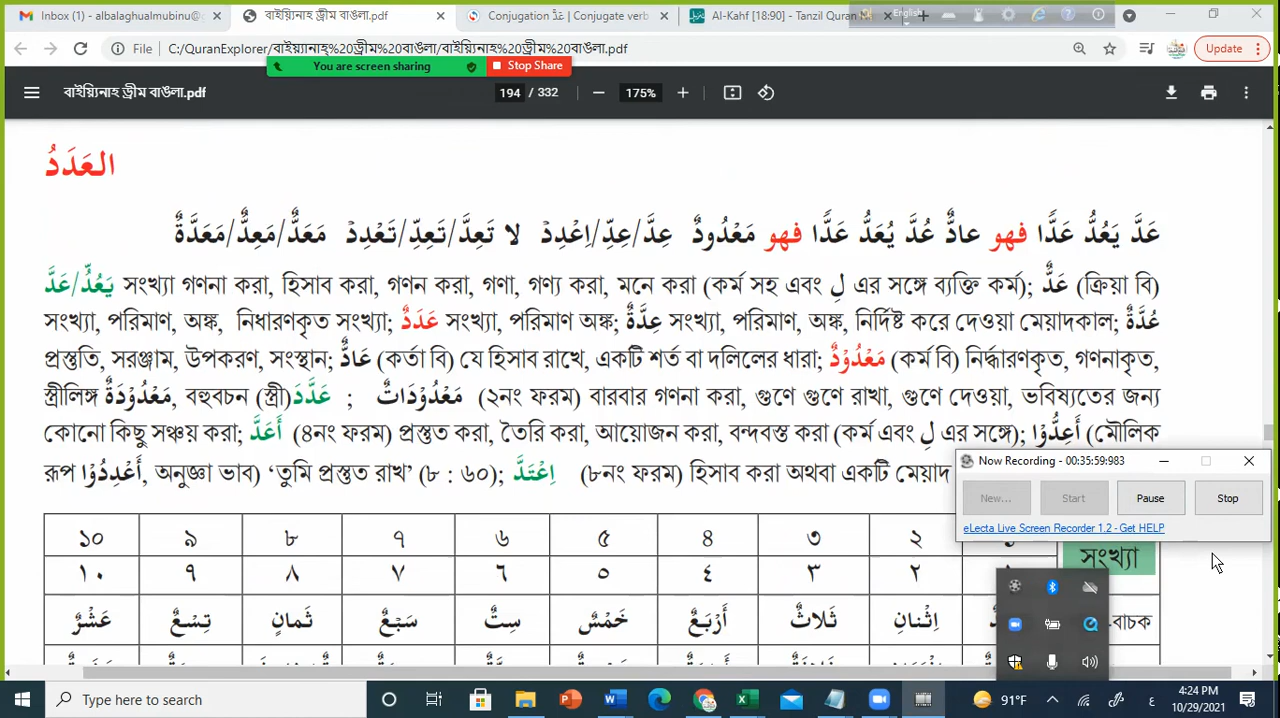 Inbox (1) - albalaghualmubinu@
বাইয়্যিনাহ ড্রীম বাঙলা.pdf
Conjugation عَدَّ | Conjugate verb
Al-Kahf [18:90] - Tanzil Quran
English
File
C:/QuranExplorer/বাইয়্যিনাহ%20ড্রীম%20বাঙলা/বাইয়্যিনাহ%20ড্রীম%20বাঙলা.pdf
Update
You are screen sharing
Stop Share
বাইয়্যিনাহ ড্রীম বাঙলা.pdf
194 / 332
175%
العَدَدُ
عَدَّ يَعُدُّ عَدًّا فهو عادٌّ عُدَّ يُعَدُّ عَدًّا فهو مَعْدُودٌ عِدَّ/عِدِّ/اِعْدِدْ لا تَعِدَّ/تَعِدِّ/تَعْدِدْ مَعَدٌّ/مَعِدٌّ/مَعَدَّةٌ
يَعُدُّ/عَدَّ সংখ্যা গণনা করা, হিসাব করা, গণন করা, গণা, গণ্য করা, মনে করা (কর্ম সহ এবং لِ এর সঙ্গে ব্যক্তি কর্ম); عَدٌّ (ক্রিয়া বি)
সংখ্যা, পরিমাণ, অঙ্ক, নিধারণকৃত সংখ্যা; عَدَدٌ সংখ্যা, পরিমাণ অঙ্ক; عِدَّةٌ সংখ্যা, পরিমাণ, অঙ্ক, নির্দিষ্ট করে দেওয়া মেয়াদকাল; عُدَّةٌ
প্রস্তুতি, সরঞ্জাম, উপকরণ, সংস্থান; عَادٌّ (কর্তা বি) যে হিসাব রাখে, একটি শর্ত বা দলিলের ধারা; مَعْدُوْدٌ (কর্ম বি) নির্দ্ধারণকৃত, গণনাকৃত,
স্ত্রীলিঙ্গ مَعْدُوْدَةٌ, বহুবচন (স্ত্রী) مَعْدُوْدَاتٌ ; عَدَّدَ (২নং ফরম) বারবার গণনা করা, গুণে গুণে রাখা, গুণে দেওয়া, ভবিষ্যতের জন্য
কোনো কিছু সঞ্চয় করা; أَعَدَّ (৪নং ফরম) প্রস্তুত করা, তৈরি করা, আয়োজন করা, বন্দবস্ত করা (কর্ম এবং لِ এর সঙ্গে); أَعِدُّوْا (মৌলিক
রূপ أَعْدِدُوْا, অনুজ্ঞা ভাব) ‘তুমি প্রস্তুত রাখ’ (৮ : ৬০); اِعْتَدَّ (৮নং ফরম) হিসাব করা অথবা একটি মেয়াদ
Now Recording - 00:35:59:983
New...
Start
Pause
Stop
eLecta Live Screen Recorder 1.2 - Get HELP
১০ ৯ ৮ ৭ ৬ ৫ ৪ ৩ ২
সংখ্যা
١٠ ٩ ٨ ٧ ٦ ٥ ٤ ٣ ٢
عَشْرٌ تِسْعٌ ثَمانٍ سَبْعٌ سِتٌّ خَمْسٌ أَرْبَعٌ ثَلاثٌ اِثْنانِ
বাচক
Type here to search
91°F
ع
4:24 PM
10/29/2021